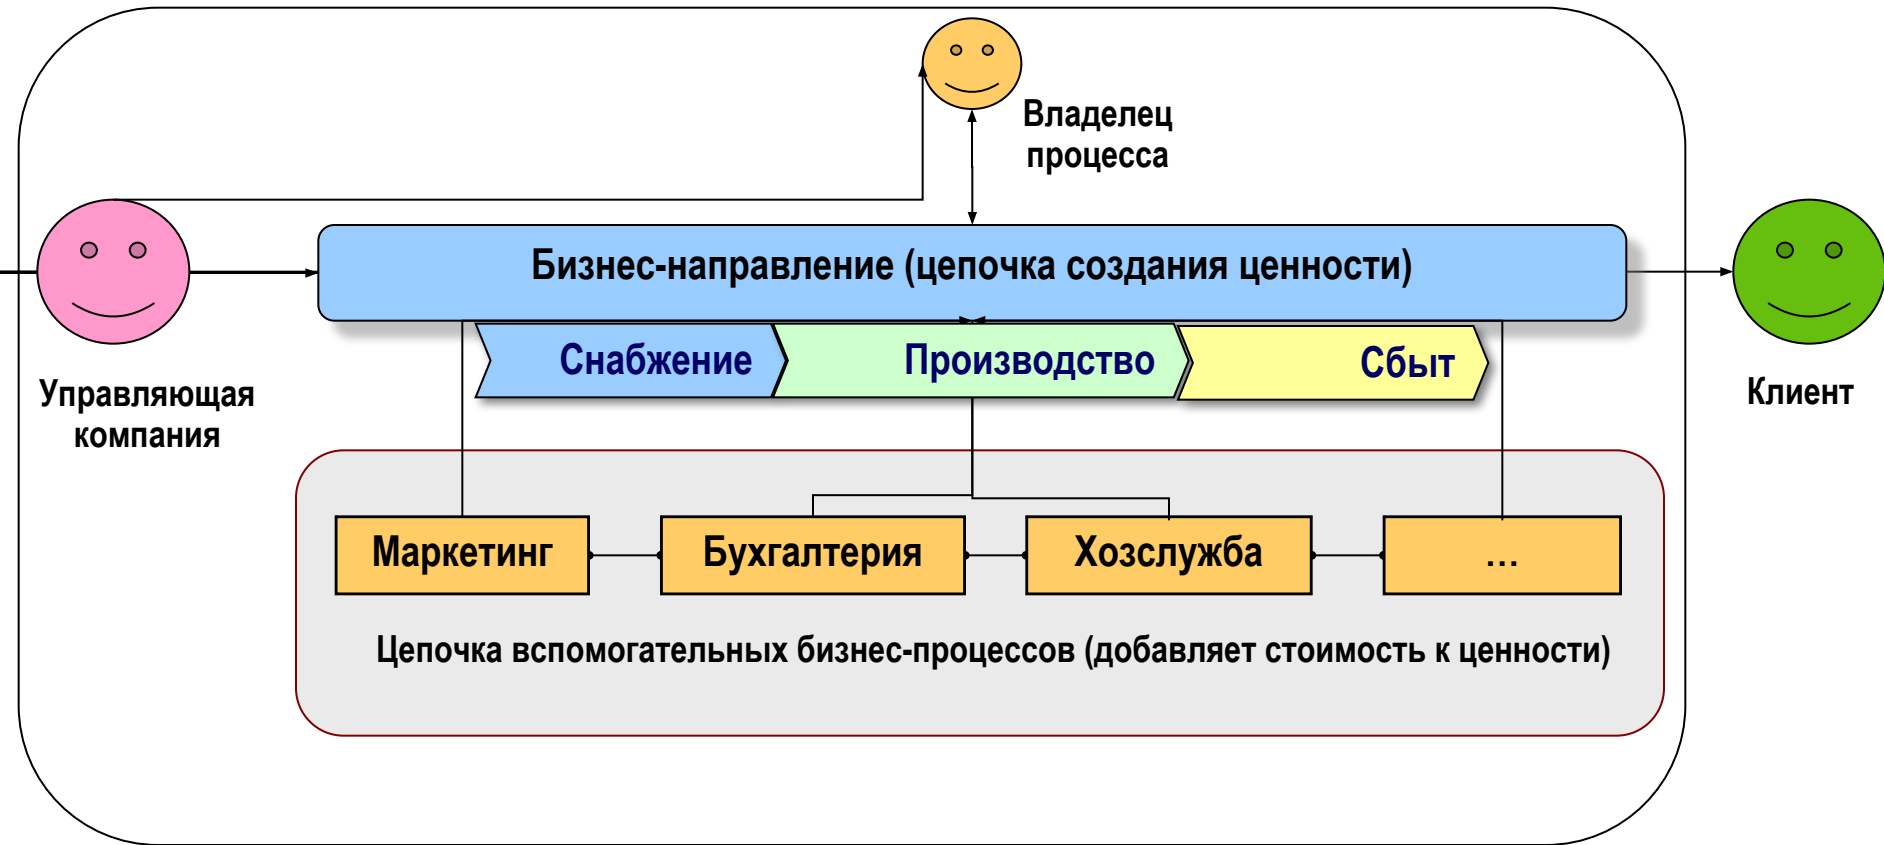 Владелец
процесса
Бизнес-направление (цепочка создания ценности)
Снабжение
Производство
Сбыт
Управляющая
компания
Клиент
Маркетинг
Бухгалтерия
Хозслужба
...
Цепочка вспомогательных бизнес-процессов (добавляет стоимость к ценности)